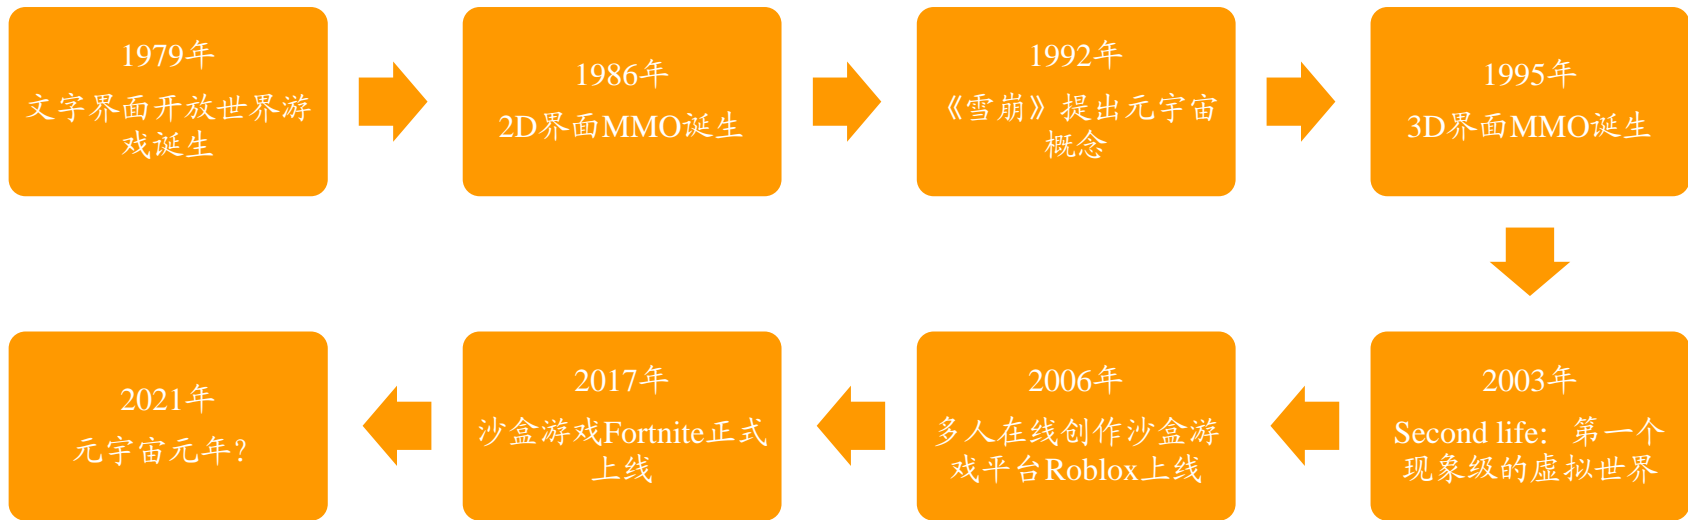 1979年
文字界面开放世界游
戏诞生
1986年
2D界面MMO诞生
1992年
《雪崩》提出元宇宙
概念
1995年
3D界面MMO诞生
2003年
Second life：第一个
现象级的虚拟世界
2006年
多人在线创作沙盒游
戏平台Roblox上线
2017年
沙盒游戏Fortnite正式
上线
2021年
元宇宙元年？